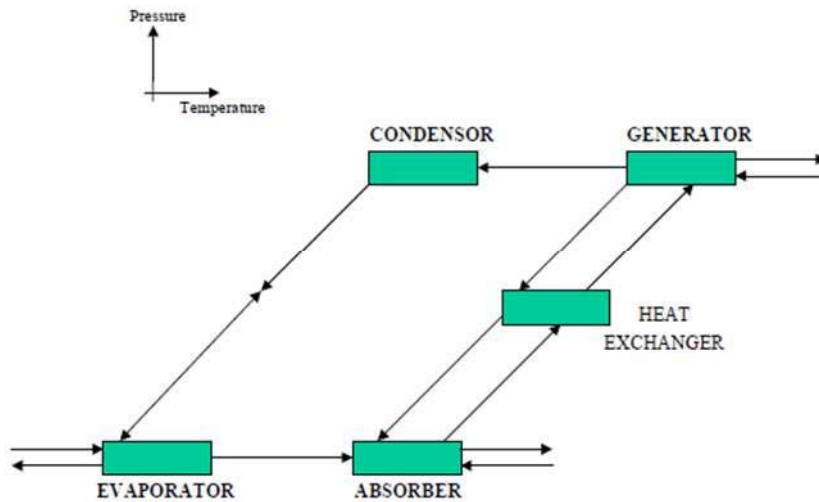 Pressure
Temperature
CONDENSOR
GENERATOR
HEAT
EXCHANGER
EVAPORATOR
ABSORBER